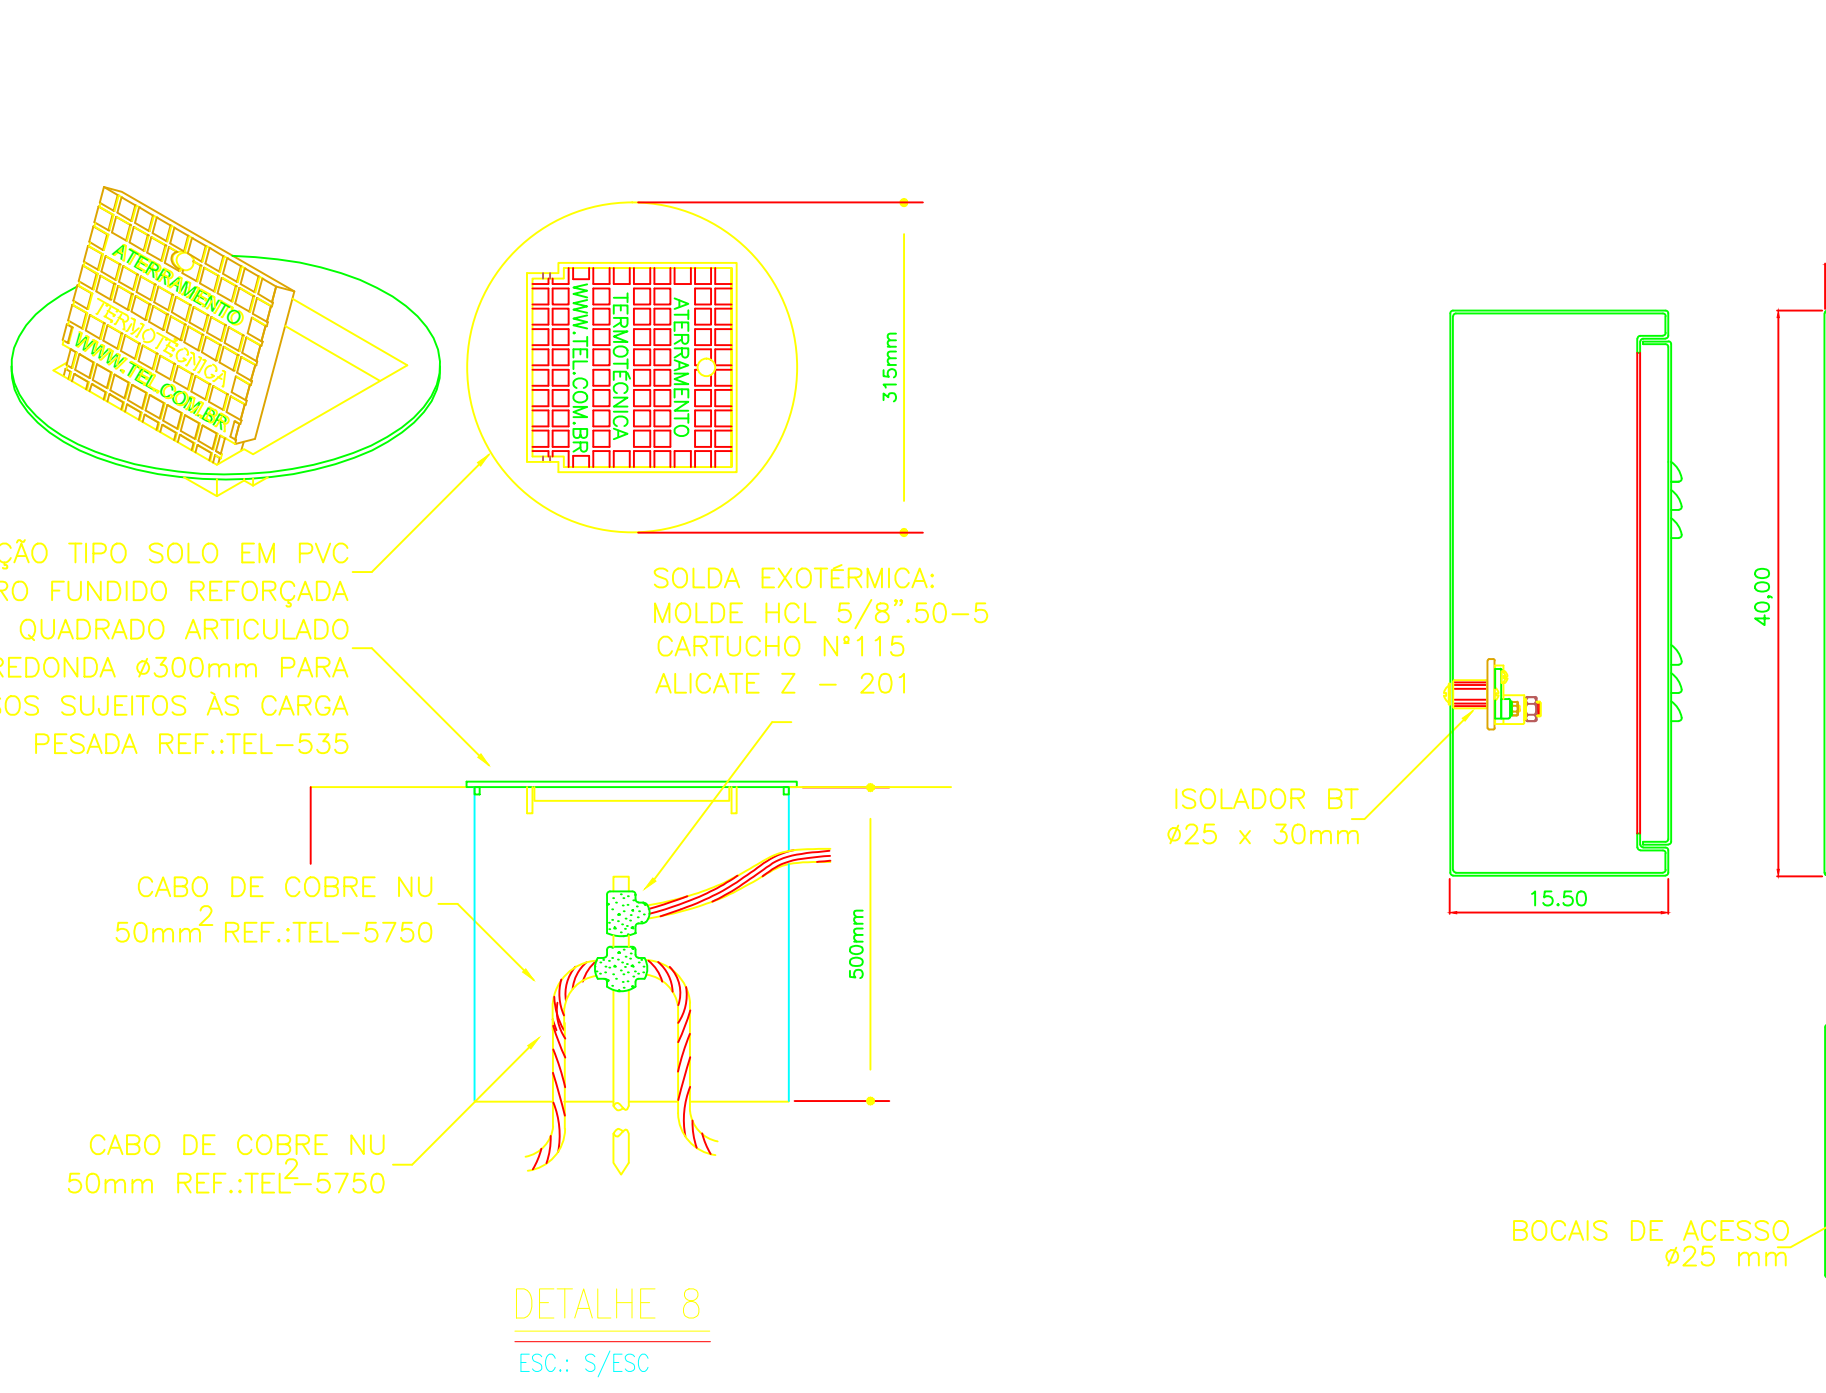 ATERRAMENTO
TERMOTÉCNICA
WWW.TEL.COM.BR
ATERRAMENTO
TERMOTÉCNICA
WWW.TEL.COM.BR
315mm
ÇÃO TIPO SOLO EM PVC
RO FUNDIDO REFORÇADA
QUADRADO ARTICULADO
REDONDA ø300mm PARA
SOS SUJEITOS ÀS CARGA
PESADA REF.:TEL-535
SOLDA EXOTÉRMICA:
MOLDE HCL 5/8".50-5
CARTUCHO N°115
ALICATE Z - 201
CABO DE COBRE NU
50mm² REF.:TEL-5750
500mm
CABO DE COBRE NU
50mm REF.:TEL-5750
2
DETALHE 8
ESC.: S/ESC
40,00
ISOLADOR BT
ø25 x 30mm
15.50
BOCAIS DE ACESSO
ø25 mm